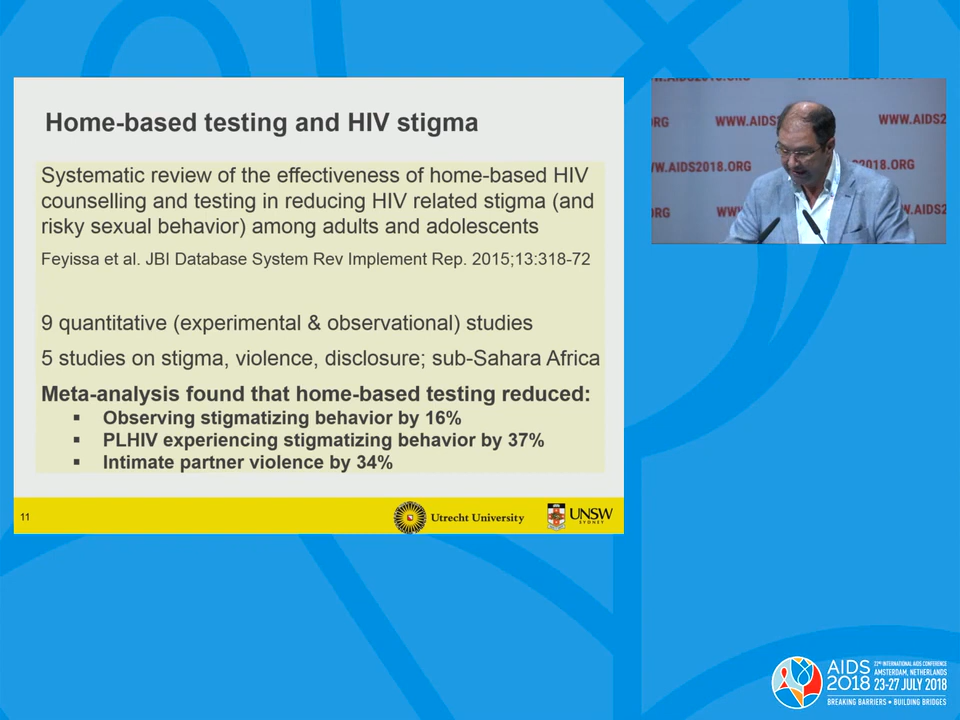 Home-based testing and HIV stigma
Systematic review of the effectiveness of home-based HIV
counselling and testing in reducing HIV related stigma (and
risky sexual behavior) among adults and adolescents
Feyissa et al. JBI Database System Rev Implement Rep. 2015;13:318-72
9 quantitative (experimental & observational) studies
5 studies on stigma, violence, disclosure; sub-Sahara Africa
Meta-analysis found that home-based testing reduced:
▪ Observing stigmatizing behavior by 16%
▪ PLHIV experiencing stigmatizing behavior by 37%
▪ Intimate partner violence by 34%
11
Utrecht University
UNSW
SYDNEY
WWW.AIDS2
VW.AIDS2018.ORG
2018.ORG
ORG
AIDS
2018
22ND INTERNATIONAL AIDS CONFERENCE
AMSTERDAM, NETHERLANDS
23-27 JULY 2018
BREAKING BARRIERS • BUILDING BRIDGES